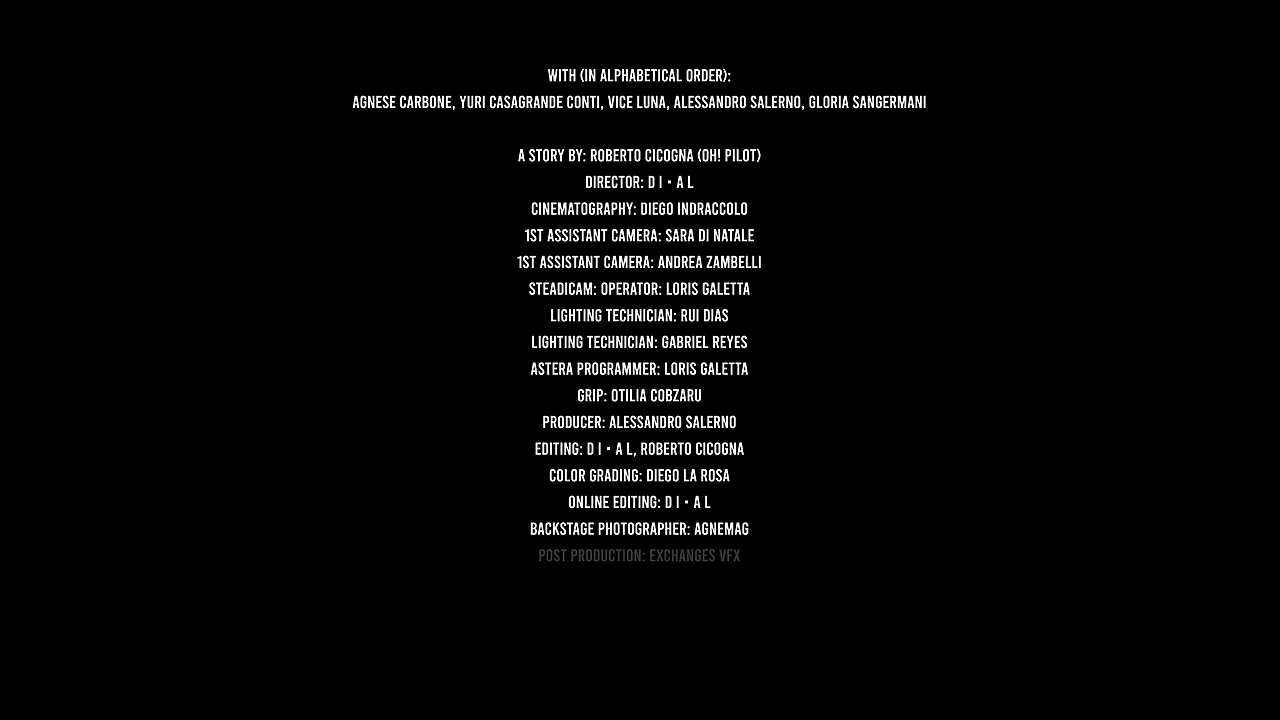 WITH (IN ALPHABETICAL ORDER):
AGNESE CARBONE, YURI CASAGRANDE CONTI, VICE LUNA, ALESSANDRO SALERNO, GLORIA SANGERMANI
A STORY BY: ROBERTO CICOGNA (OH! PILOT)
DIRECTOR: D I • A L
CINEMATOGRAPHY: DIEGO INDRACCOLO
1ST ASSISTANT CAMERA: SARA DI NATALE
1ST ASSISTANT CAMERA: ANDREA ZAMBELLI
STEADICAM: OPERATOR: LORIS GALETTA
LIGHTING TECHNICIAN: RUI DIAS
LIGHTING TECHNICIAN: GABRIEL REYES
ASTERA PROGRAMMER: LORIS GALETTA
GRIP: OTILIA COBZARU
PRODUCER: ALESSANDRO SALERNO
EDITING: D I • A L, ROBERTO CICOGNA
COLOR GRADING: DIEGO LA ROSA
ONLINE EDITING: D I • A L
BACKSTAGE PHOTOGRAPHER: AGNEMAG
POST PRODUCTION: EXCHANGES VFX